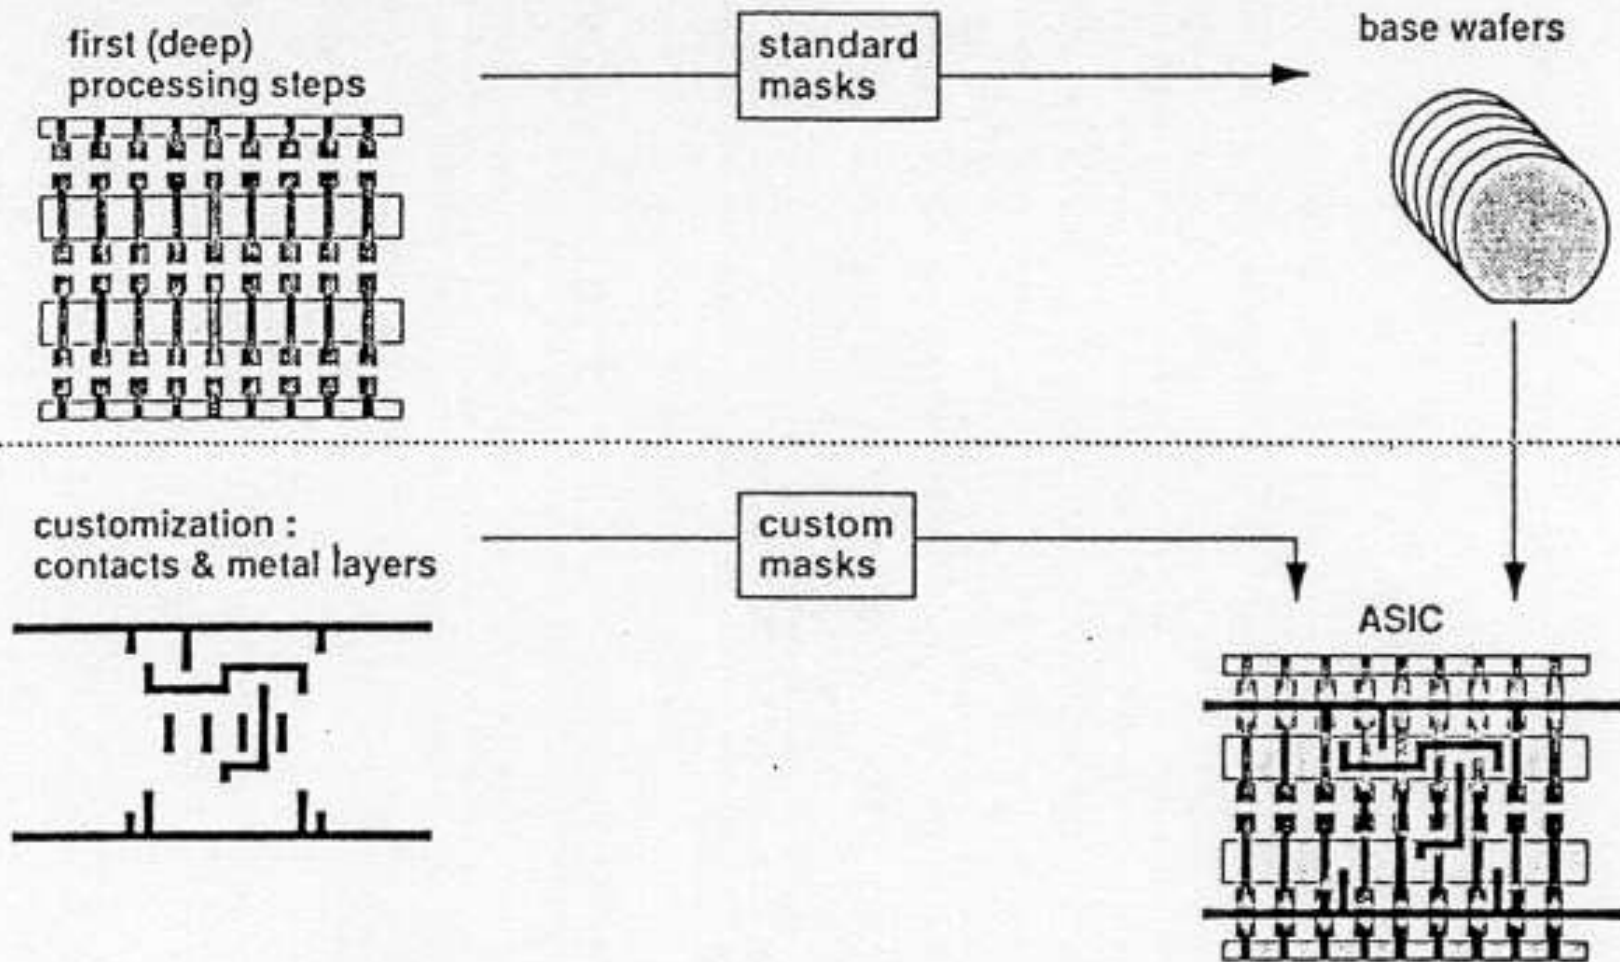 first (deep)
processing steps
standard
masks
base wafers
customization :
contacts & metal layers
custom
masks
ASIC